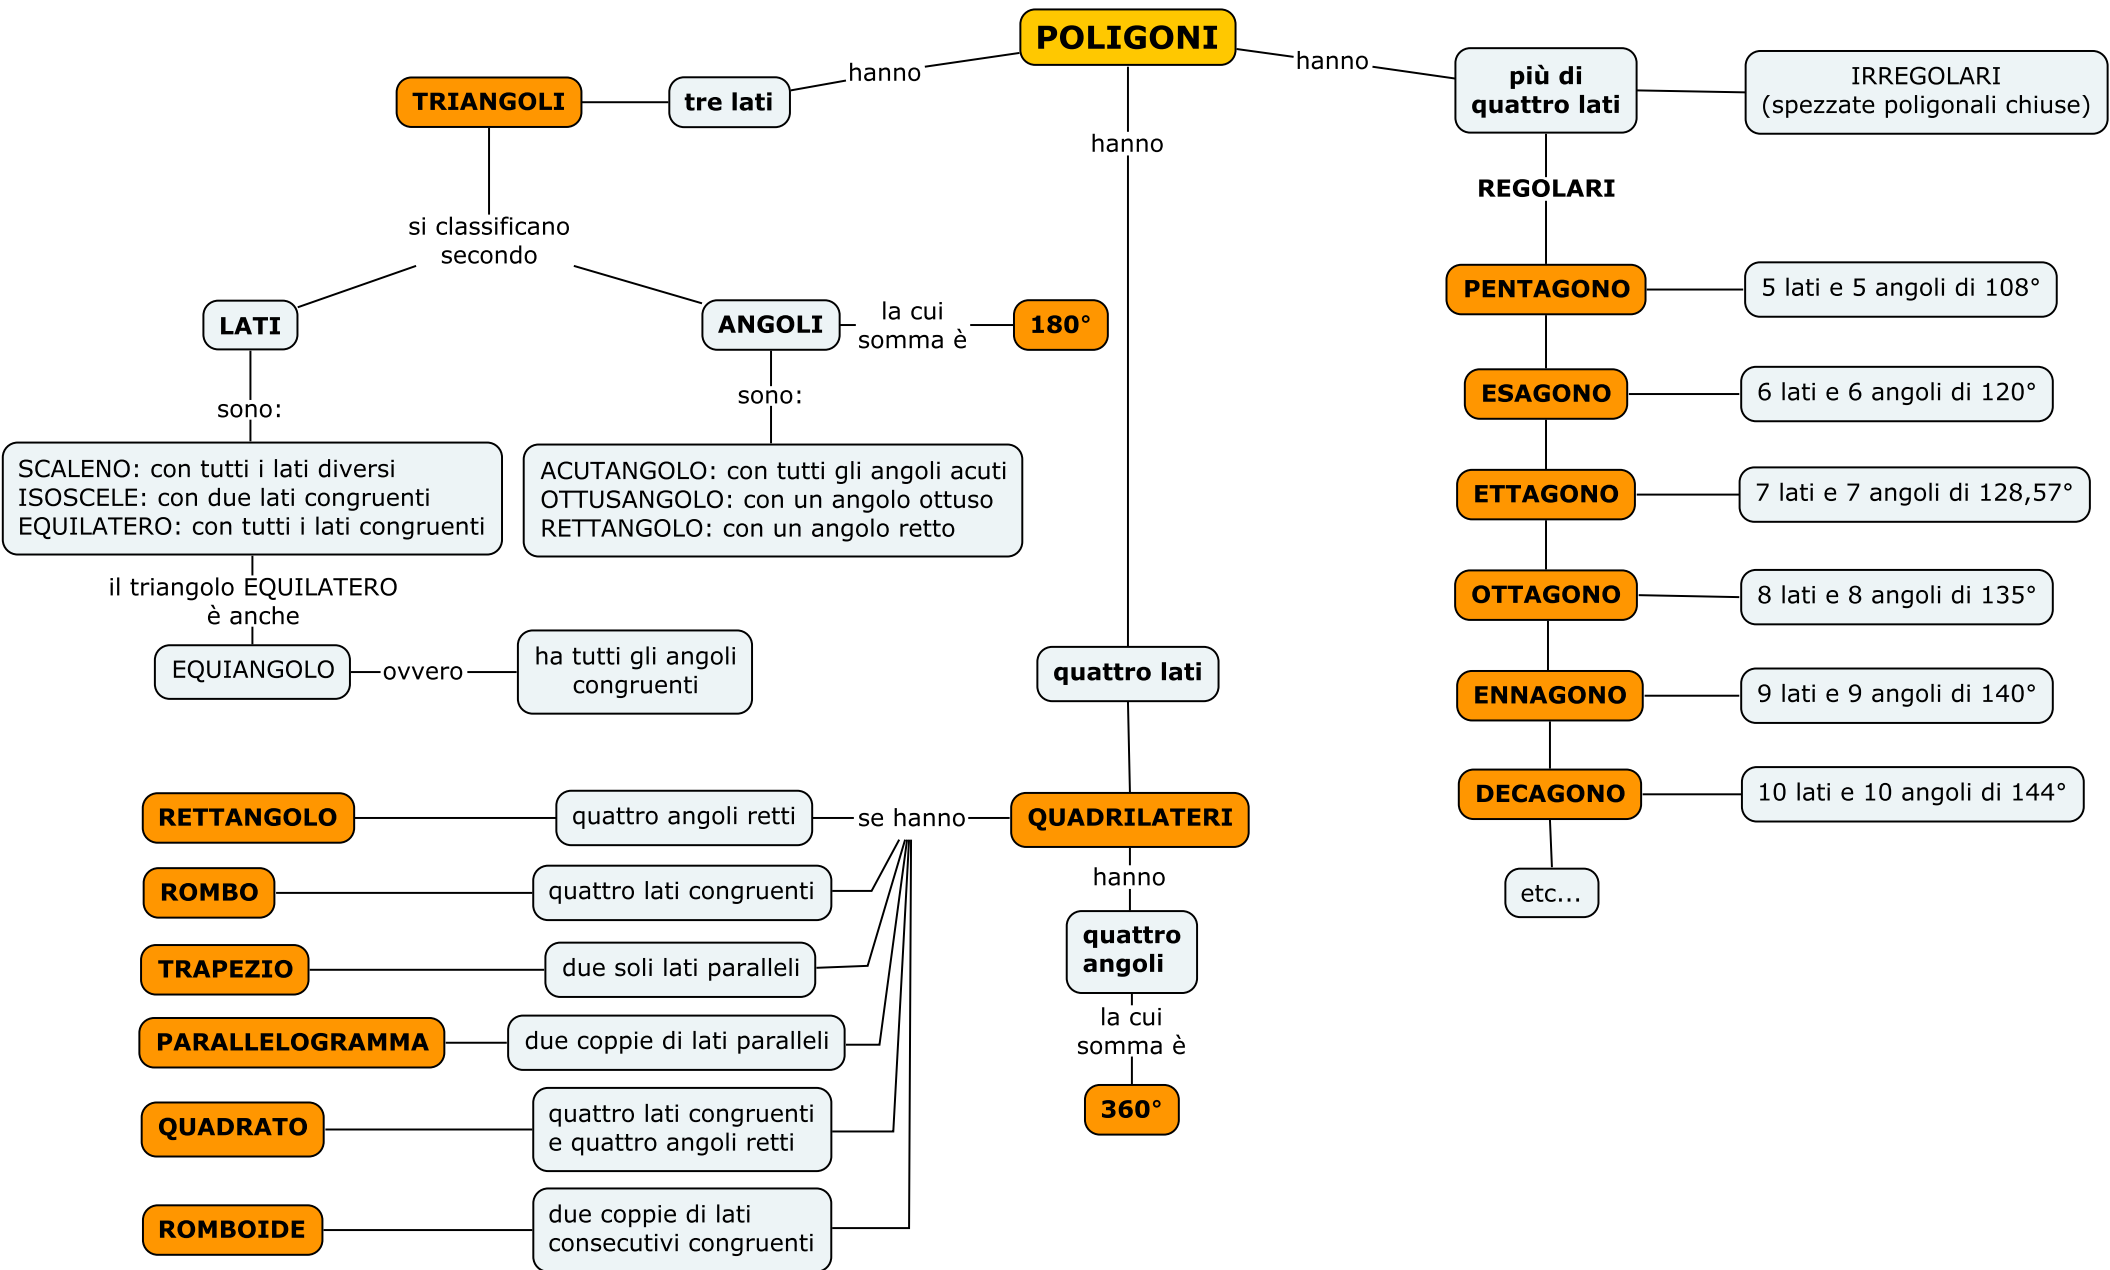 POLIGONI
hanno
tre lati
TRIANGOLI
si classificano
secondo
LATI
sono:
SCALENO: con tutti i lati diversi
ISOSCELE: con due lati congruenti
EQUILATERO: con tutti i lati congruenti
il triangolo EQUILATERO
è anche
EQUIANGOLO
ovvero
ha tutti gli angoli
congruenti
ANGOLI
la cui
somma è
180°
sono:
ACUTANGOLO: con tutti gli angoli acuti
OTTUSANGOLO: con un angolo ottuso
RETTANGOLO: con un angolo retto
hanno
quattro lati
QUADRILATERI
se hanno
quattro angoli retti
RETTANGOLO
quattro lati congruenti
ROMBO
due soli lati paralleli
TRAPEZIO
due coppie di lati paralleli
PARALLELOGRAMMA
quattro lati congruenti
e quattro angoli retti
QUADRATO
due coppie di lati
consecutivi congruenti
ROMBOIDE
hanno
quattro
angoli
la cui
somma è
360°
hanno
più di
quattro lati
IRREGOLARI
(spezzate poligonali chiuse)
REGOLARI
PENTAGONO
5 lati e 5 angoli di 108°
ESAGONO
6 lati e 6 angoli di 120°
ETTAGONO
7 lati e 7 angoli di 128,57°
OTTAGONO
8 lati e 8 angoli di 135°
ENNAGONO
9 lati e 9 angoli di 140°
DECAGONO
10 lati e 10 angoli di 144°
etc...